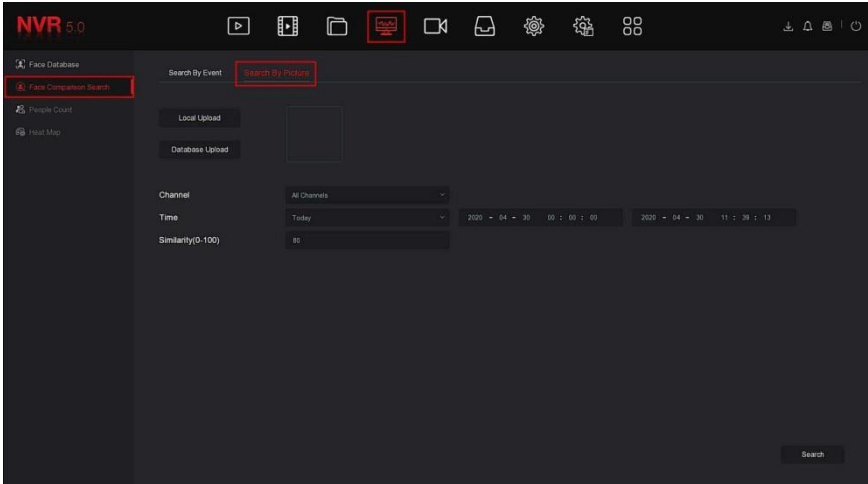 NVR 5.0
Face Database
Face Comparison Search
People Count
Heat Map
Search By Event Search By Picture
Local Upload
Database Upload
Channel All Channels
Time Today 2020 - 04 - 30 00 : 00 : 00 2020 - 04 - 30 11 : 39 : 13
Similarity(0-100) 80
Search